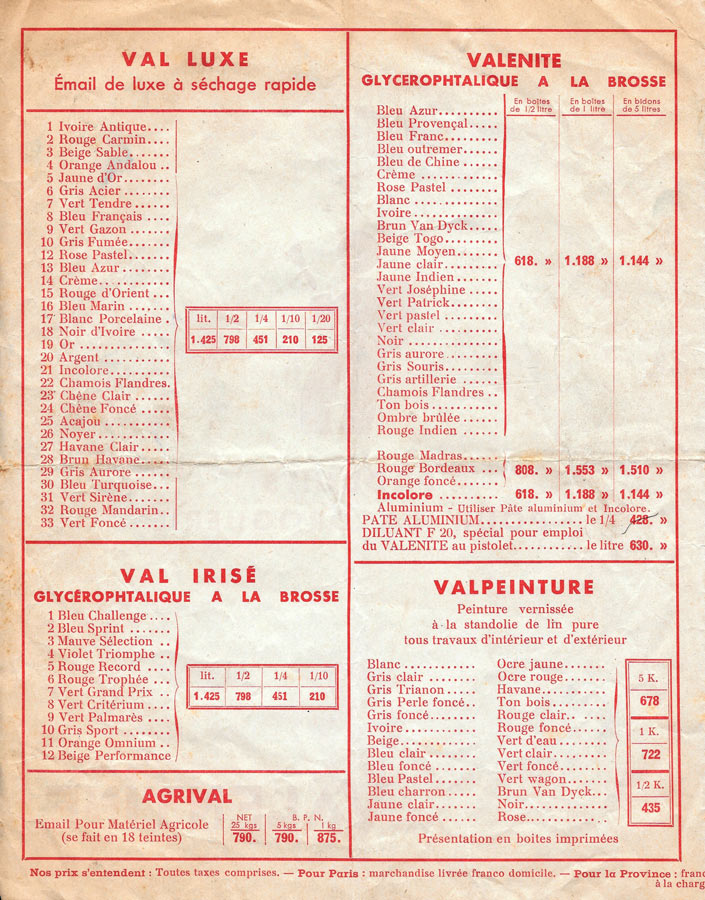 VAL LUXE
Émail de luxe à séchage rapide
1 Ivoire Antique....
2 Rouge Carmin....
3 Beige Sable.......
4 Orange Andalou ..
5 Jaune d'Or........
6 Gris Acier .......
7 Vert Tendre ......
8 Bleu Français ....
9 Vert Gazon .......
10 Gris Fumée......
12 Rose Pastel......
13 Bleu Azur .......
14 Crème...........
15 Rouge d'Orient ...
16 Bleu Marin .......
17 Blanc Porcelaine .
18 Noir d'Ivoire .....
19 Or ..............
20 Argent ..........
21 Incolore..........
22 Chamois Flandres.
23 Chêne Clair ......
24 Chêne Foncé .....
25 Acajou ..........
26 Noyer...........
27 Havane Clair.....
28 Brun Havane.....
29 Gris Aurore ......
30 Bleu Turquoise...
31 Vert Sirène.......
32 Rouge Mandarin..
33 Vert Foncé .......
lit. 1/2 1/4 1/10 1/20
1.425 798 451 210 125
VAL IRISÉ
GLYCÉROPHTALIQUE A LA BROSSE
1 Bleu Challenge ....
2 Bleu Sprint .......
3 Mauve Sélection ..
4 Violet Triomphe ..
5 Rouge Record ....
6 Rouge Trophée ...
7 Vert Grand Prix ..
8 Vert Critérium ....
9 Vert Palmarès ....
10 Gris Sport .......
11 Orange Omnium ..
12 Beige Performance
lit. 1/2 1/4 1/10
1.425 798 451 210
AGRIVAL
Email Pour Matériel Agricole
(se fait en 18 teintes)
NET B. P. N.
25 kgs 5 kgs 1 kg
790. 790. 875.
VALENITE
GLYCEROPHTALIQUE A LA BROSSE
En boîtes de 1/2 litre
En boîtes de 1 litre
En bidons de 5 litres
Bleu Azur..........
Bleu Provençal.....
Bleu Franc.........
Bleu outremer......
Bleu de Chine ......
Crème .............
Rose Pastel ........
Blanc ..............
Ivoire..............
Brun Van Dyck.....
Beige Togo.........
Jaune Moyen.......
Jaune clair......... 618. » 1.188 » 1.144 »
Jaune Indien .......
Vert Joséphine .....
Vert Patrick........
Vert pastel .........
Vert clair ..........
Noir ...............
Gris aurore .........
Gris Souris.........
Gris artillerie ......
Chamois Flandres ..
Ton bois...........
Ombre brûlée ......
Rouge Indien ......
Rouge Madras......
Rouge Bordeaux ... 808. » 1.553 » 1.510 »
Orange foncé.......
Incolore .......... 618. » 1.188 » 1.144 »
Aluminium - Utiliser Pâte aluminium et Incolore.
PATE ALUMINIUM................ le 1/4 428. »
DILUANT F 20, spécial pour emploi
du VALENITE au pistolet........... le litre 630. »
VALPEINTURE
Peinture vernissée
à la standolie de lin pure
tous travaux d'intérieur et d'extérieur
Blanc ............
Gris clair ........
Gris Trianon .....
Gris Perle foncé..
Gris foncé........
Ivoire............
Beige.............
Bleu clair ........
Bleu foncé .......
Bleu Pastel.......
Bleu charron .....
Jaune clair.......
Jaune foncé ......
Ocre jaune.......
Ocre rouge.......
Havane..........
Ton bois.........
Rouge clair......
Rouge foncé......
Vert d'eau.......
Vert clair........
Vert foncé.......
Vert wagon......
Brun Van Dyck...
Noir.............
Rose.............
5 K.
678
1 K.
722
1/2 K.
435
Présentation en boites imprimées
Nos prix s'entendent : Toutes taxes comprises. — Pour Paris : marchandise livrée franco domicile. — Pour la Province : fran
à la charg